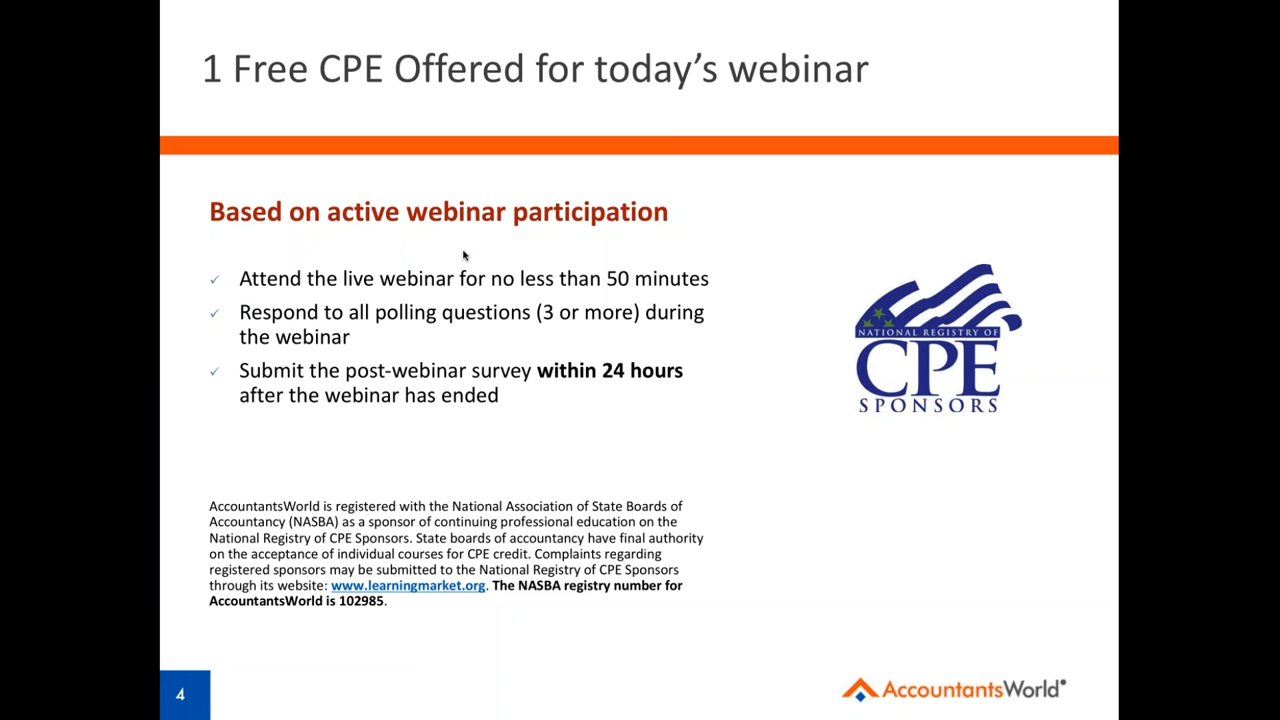 1 Free CPE Offered for today’s webinar
Based on active webinar participation
✓ Attend the live webinar for no less than 50 minutes
✓ Respond to all polling questions (3 or more) during
the webinar
✓ Submit the post-webinar survey within 24 hours
after the webinar has ended
NATIONAL REGISTRY OF
CPE
SPONSORS
AccountantsWorld is registered with the National Association of State Boards of
Accountancy (NASBA) as a sponsor of continuing professional education on the
National Registry of CPE Sponsors. State boards of accountancy have final authority
on the acceptance of individual courses for CPE credit. Complaints regarding
registered sponsors may be submitted to the National Registry of CPE Sponsors
through its website: www.learningmarket.org. The NASBA registry number for
AccountantsWorld is 102985.
4
AccountantsWorld